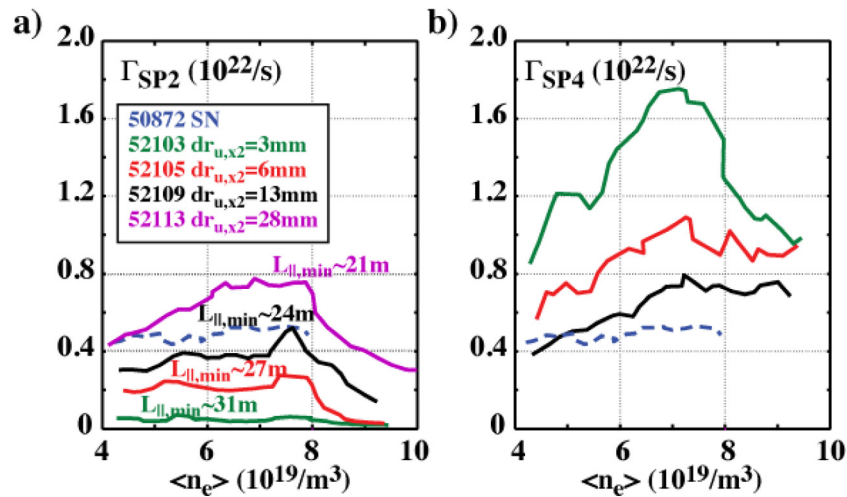 a)
2.0
1.6
1.2
0.8
0.4
0
Γ_SP2 (10^22/s)
50872 SN
52103 dr_u,x2=3mm
52105 dr_u,x2=6mm
52109 dr_u,x2=13mm
52113 dr_u,x2=28mm
L_||,min~21m
L_||,min~24m
L_||,min~27m
L_||,min~31m
4 6 8 10
<n_e> (10^19/m^3)
b)
2.0
1.6
1.2
0.8
0.4
0
Γ_SP4 (10^22/s)
4 6 8 10
<n_e> (10^19/m^3)